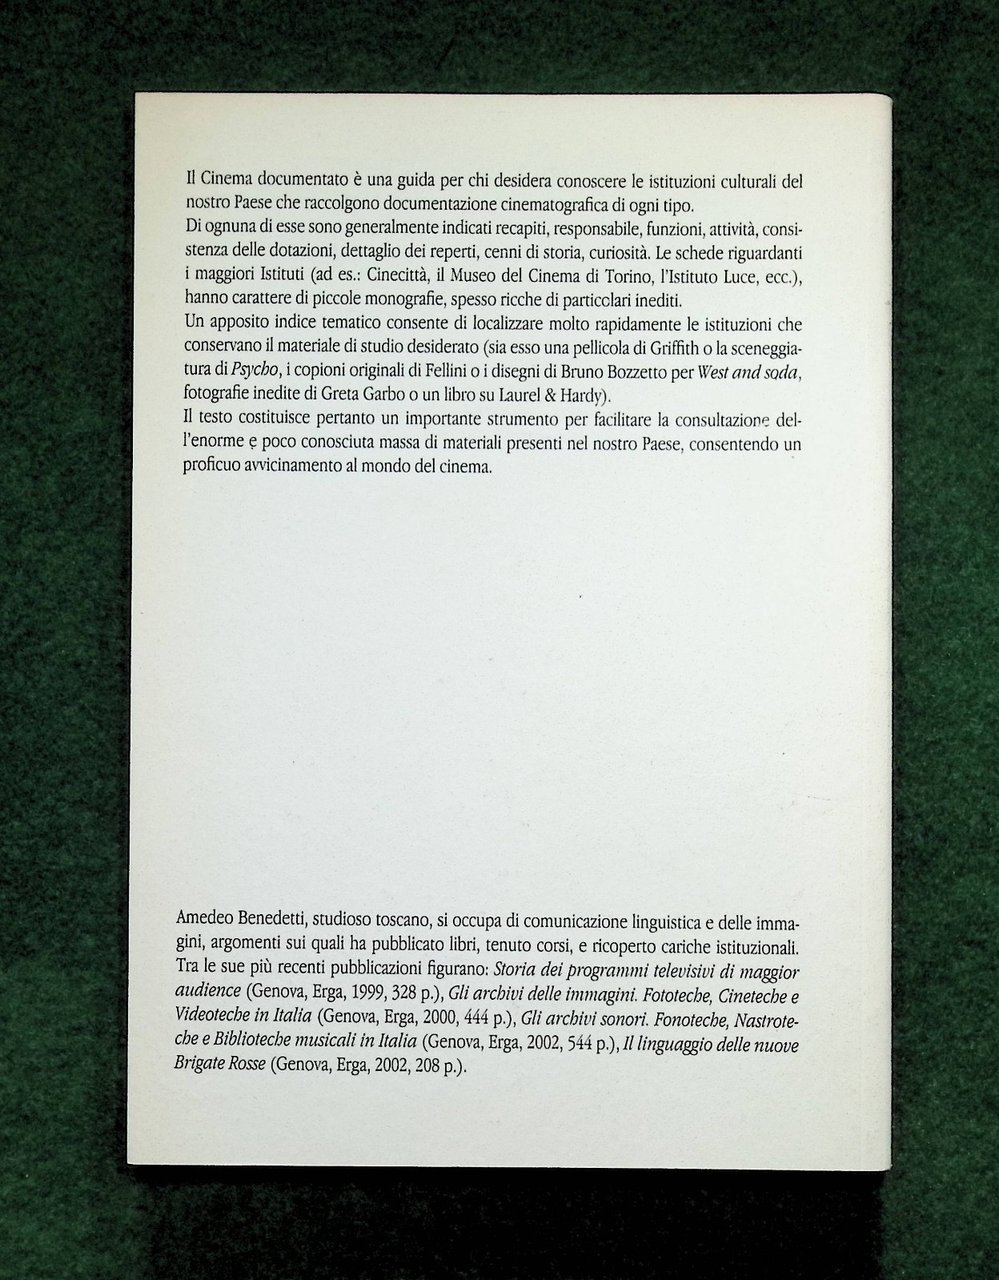 Il Cinema documentato è una guida per chi desidera conoscere le istituzioni culturali del
nostro Paese che raccolgono documentazione cinematografica di ogni tipo.
Di ognuna di esse sono generalmente indicati recapiti, responsabile, funzioni, attività, consi-
stenza delle dotazioni, dettaglio dei reperti, cenni di storia, curiosità. Le schede riguardanti
i maggiori Istituti (ad es.: Cinecittà, il Museo del Cinema di Torino, l'Istituto Luce, ecc.),
hanno carattere di piccole monografie, spesso ricche di particolari inediti.
Un apposito indice tematico consente di localizzare molto rapidamente le istituzioni che
conservano il materiale di studio desiderato (sia esso una pellicola di Griffith o la sceneggia-
tura di Psycho, i copioni originali di Fellini o i disegni di Bruno Bozzetto per West and soda,
fotografie inedite di Greta Garbo o un libro su Laurel & Hardy).
Il testo costituisce pertanto un importante strumento per facilitare la consultazione del-
l'enorme e poco conosciuta massa di materiali presenti nel nostro Paese, consentendo un
proficuo avvicinamento al mondo del cinema.
Amedeo Benedetti, studioso toscano, si occupa di comunicazione linguistica e delle imma-
gini, argomenti sui quali ha pubblicato libri, tenuto corsi, e ricoperto cariche istituzionali.
Tra le sue più recenti pubblicazioni figurano: Storia dei programmi televisivi di maggior
audience (Genova, Erga, 1999, 328 p.), Gli archivi delle immagini. Fototeche, Cineteche e
Videoteche in Italia (Genova, Erga, 2000, 444 p.), Gli archivi sonori. Fonoteche, Nastrote-
che e Biblioteche musicali in Italia (Genova, Erga, 2002, 544 p.), Il linguaggio delle nuove
Brigate Rosse (Genova, Erga, 2002, 208 p.).